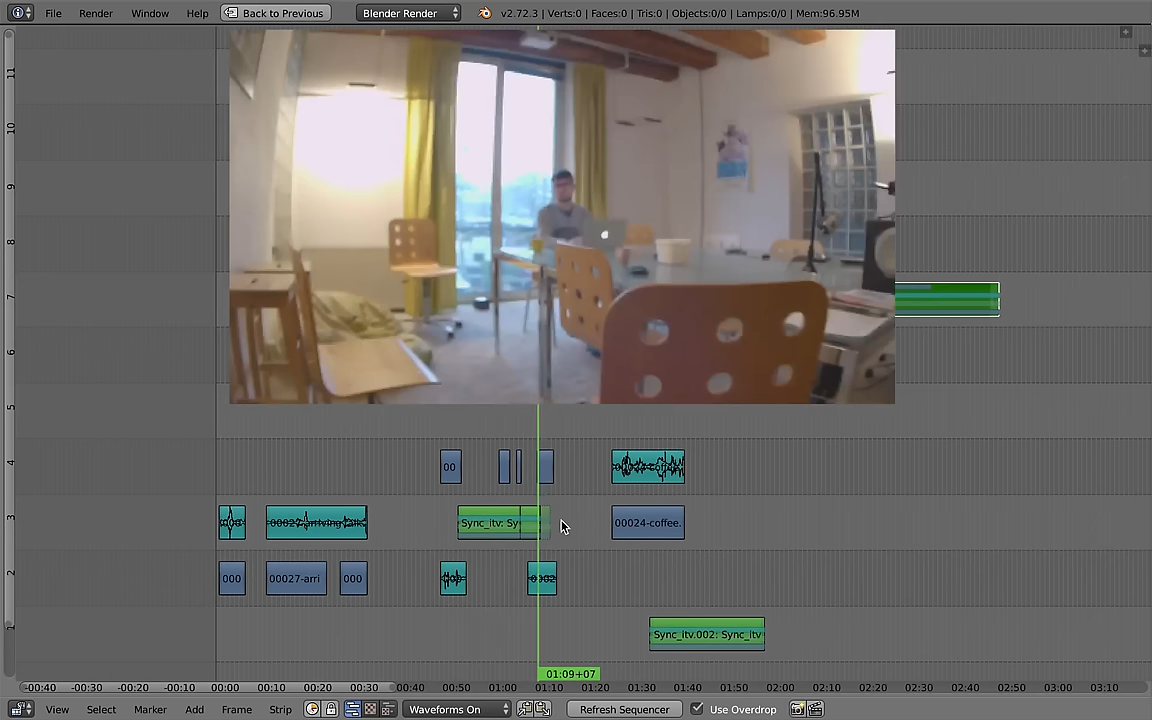 File Render Window Help Back to Previous Blender Render v2.72.3 | Verts:0 | Faces:0 | Tris:0 | Objects:0/0 | Lamps:0/0 | Mem:96.95M
11
10
9
8
7
6
5
4 00
3 Sync_itv: Sy 00024-coffee.
2 000 00027-arri 000
1 Sync_itv.002: Sync_itv
01:09+07
-00:40 -00:30 -00:20 -00:10 00:00 00:10 00:20 00:30 00:40 00:50 01:00 01:10 01:20 01:30 01:40 01:50 02:00 02:10 02:20 02:30 02:40 02:50 03:00 03:10
View Select Marker Add Frame Strip Waveforms On Refresh Sequencer Use Overdrop